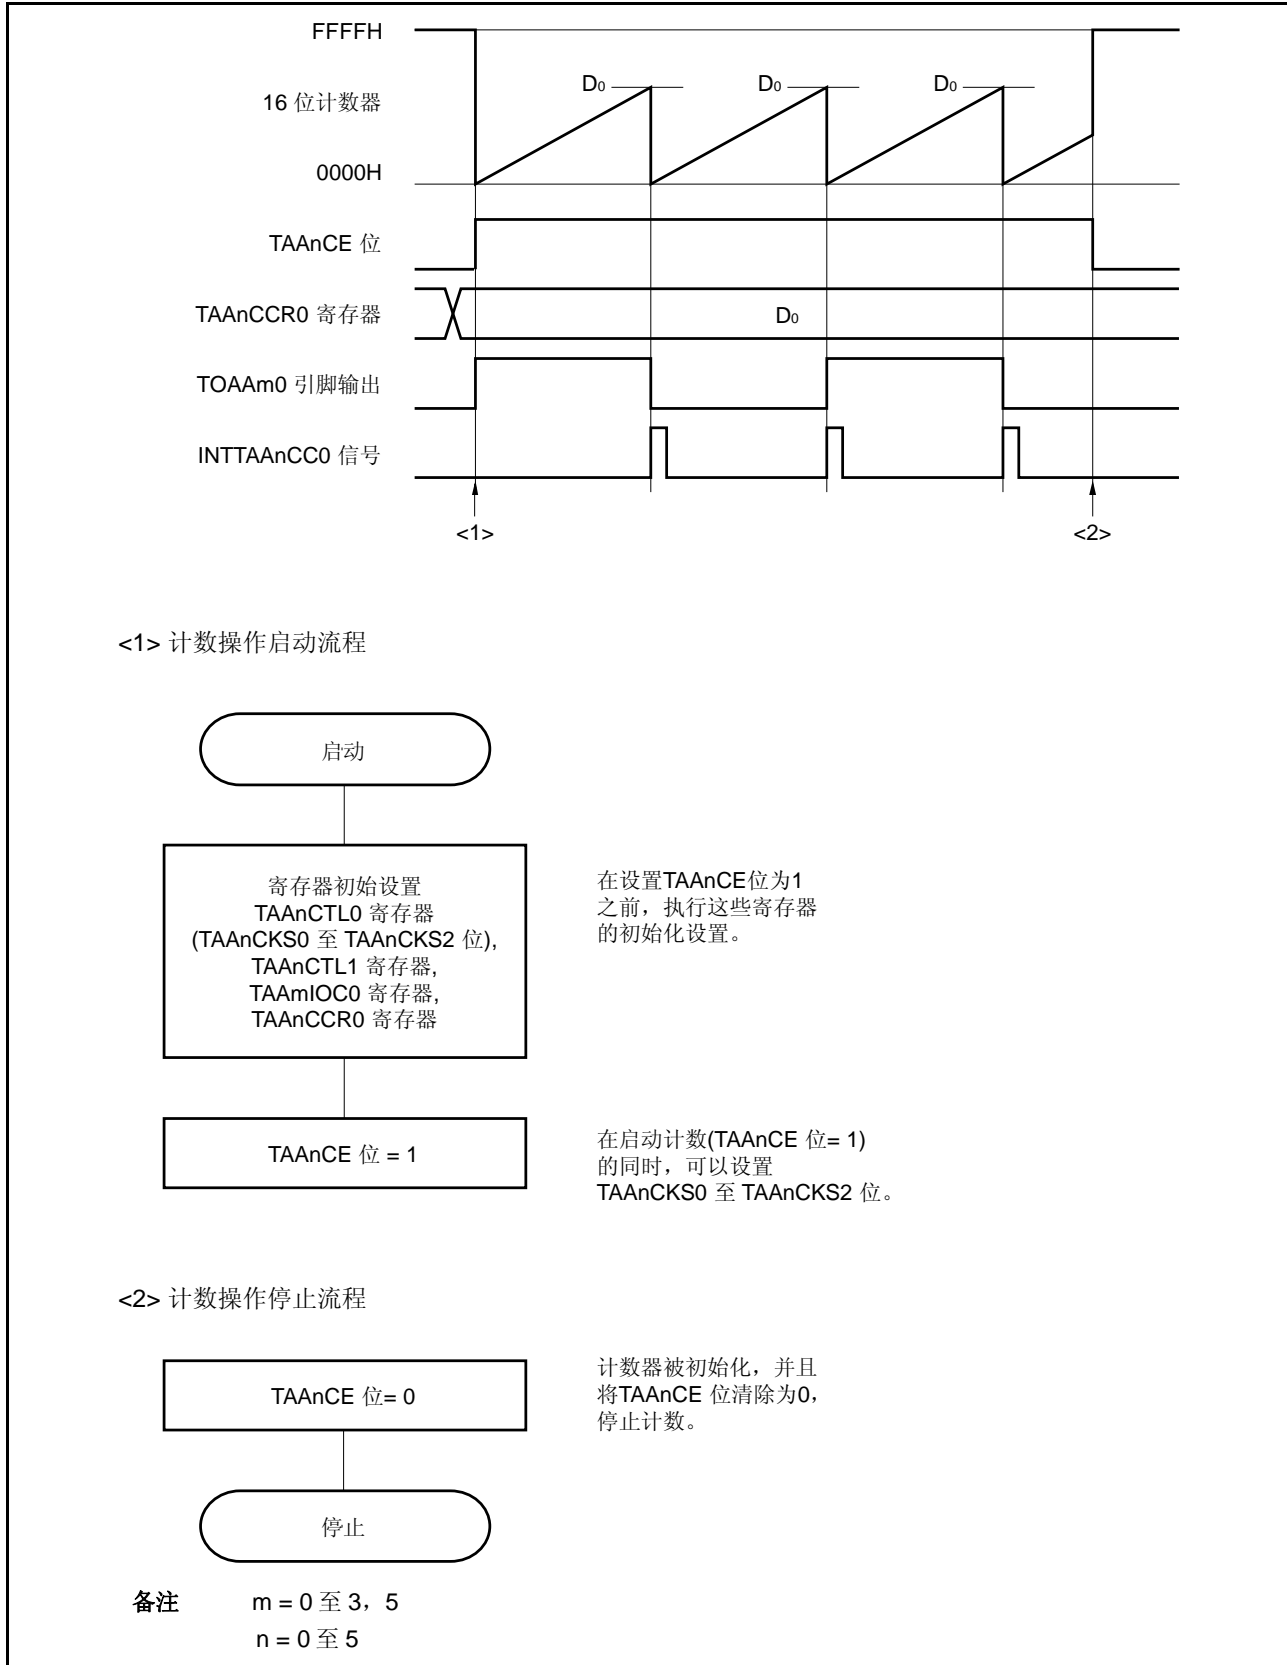 FFFFH
D0 D0 D0
16 位计数器
0000H
TAAnCE 位
TAAnCCR0 寄存器 D0
TOAAm0 引脚输出
INTTAAnCC0 信号
<1> <2>
<1> 计数操作启动流程
启动
寄存器初始设置
TAAnCTL0 寄存器
(TAAnCKS0 至 TAAnCKS2 位),
TAAnCTL1 寄存器,
TAAmIOC0 寄存器,
TAAnCCR0 寄存器
在设置TAAnCE位为1
之前，执行这些寄存器
的初始化设置。
TAAnCE 位 = 1
在启动计数(TAAnCE 位= 1)
的同时，可以设置
TAAnCKS0 至 TAAnCKS2 位。
<2> 计数操作停止流程
TAAnCE 位= 0
计数器被初始化，并且
将TAAnCE 位清除为0，
停止计数。
停止
备注 m = 0 至 3，5
n = 0 至 5